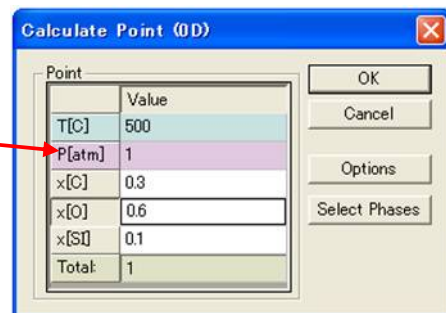 Calculate Point (0D)
Point
Value
T[C] 500
P[atm] 1
x[C] 0.3
x[O] 0.6
x[SI] 0.1
Total: 1
OK
Cancel
Options
Select Phases